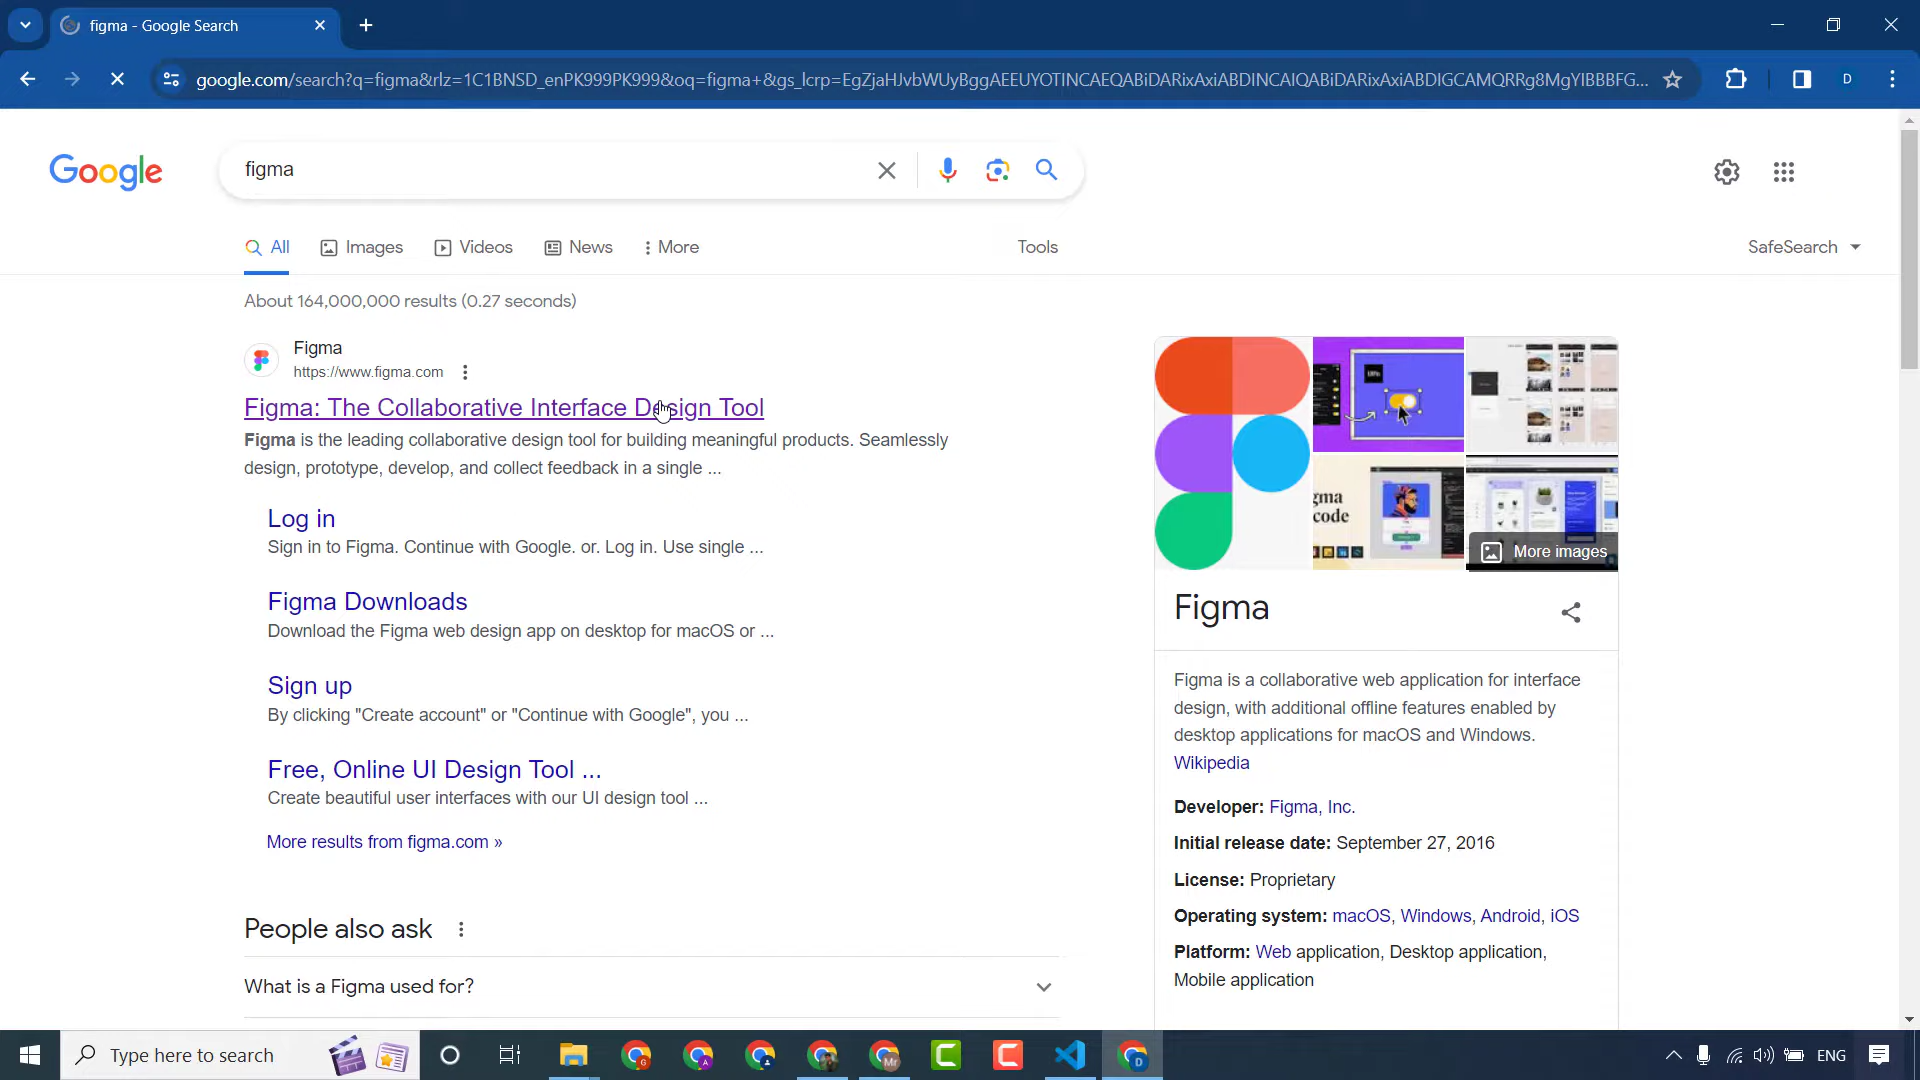 figma - Google Search
google.com/search?q=figma&rlz=1C1BNSD_enPK999PK999&oq=figma+&gs_lcrp=EgZjaHJvbWUyBggAEEUYOTINCAEQABiDARixAxiABDINCAIQABiDARixAxiABDIGCAMQRRg8MgYIBBBFG...
D
Google
figma
All
Images
Videos
News
More
Tools
SafeSearch
About 164,000,000 results (0.27 seconds)
Figma
https://www.figma.com
Figma: The Collaborative Interface Design Tool
Figma is the leading collaborative design tool for building meaningful products. Seamlessly
design, prototype, develop, and collect feedback in a single ...
Log in
Sign in to Figma. Continue with Google. or. Log in. Use single ...
Figma Downloads
Download the Figma web design app on desktop for macOS or ...
Sign up
By clicking "Create account" or "Continue with Google", you ...
Free, Online UI Design Tool ...
Create beautiful user interfaces with our UI design tool ...
More results from figma.com »
People also ask
What is a Figma used for?
gma
code
More images
Figma
Figma is a collaborative web application for interface
design, with additional offline features enabled by
desktop applications for macOS and Windows.
Wikipedia
Developer: Figma, Inc.
Initial release date: September 27, 2016
License: Proprietary
Operating system: macOS, Windows, Android, iOS
Platform: Web application, Desktop application,
Mobile application
Type here to search
G
A
Mr
C
C
D
ENG